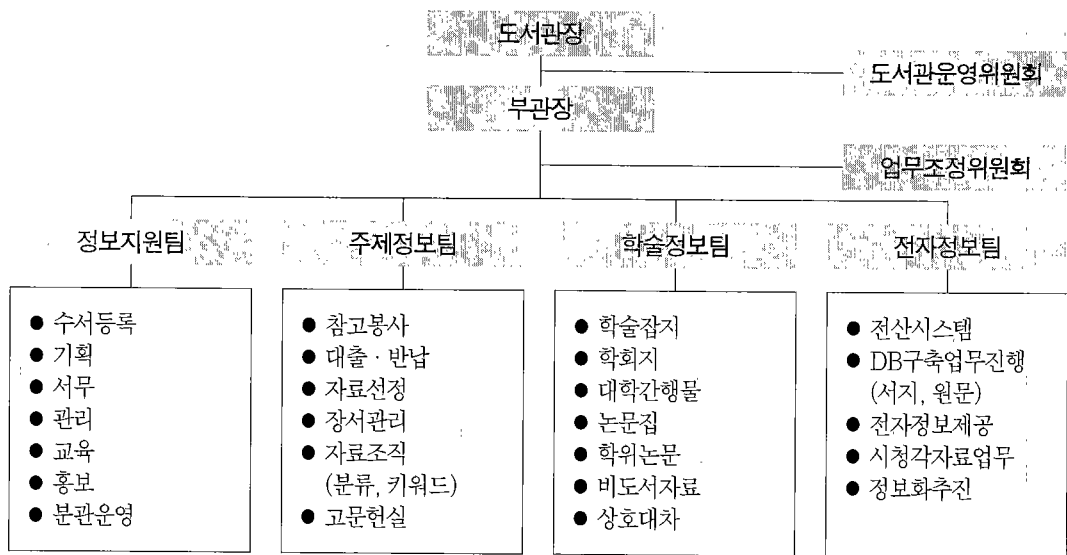 도서관장
도서관운영위원회
부관장
업무조정위원회
정보지원팀
● 수서등록
● 기획
● 서무
● 관리
● 교육
● 홍보
● 분관운영
주제정보팀
● 참고봉사
● 대출 · 반납
● 자료선정
● 장서관리
● 자료조직
(분류, 키워드)
● 고문헌실
학술정보팀
● 학술잡지
● 학회지
● 대학간행물
● 논문집
● 학위논문
● 비도서자료
● 상호대차
전자정보팀
● 전산시스템
● DB구축업무진행
(서지, 원문)
● 전자정보제공
● 시청각자료업무
● 정보화추진